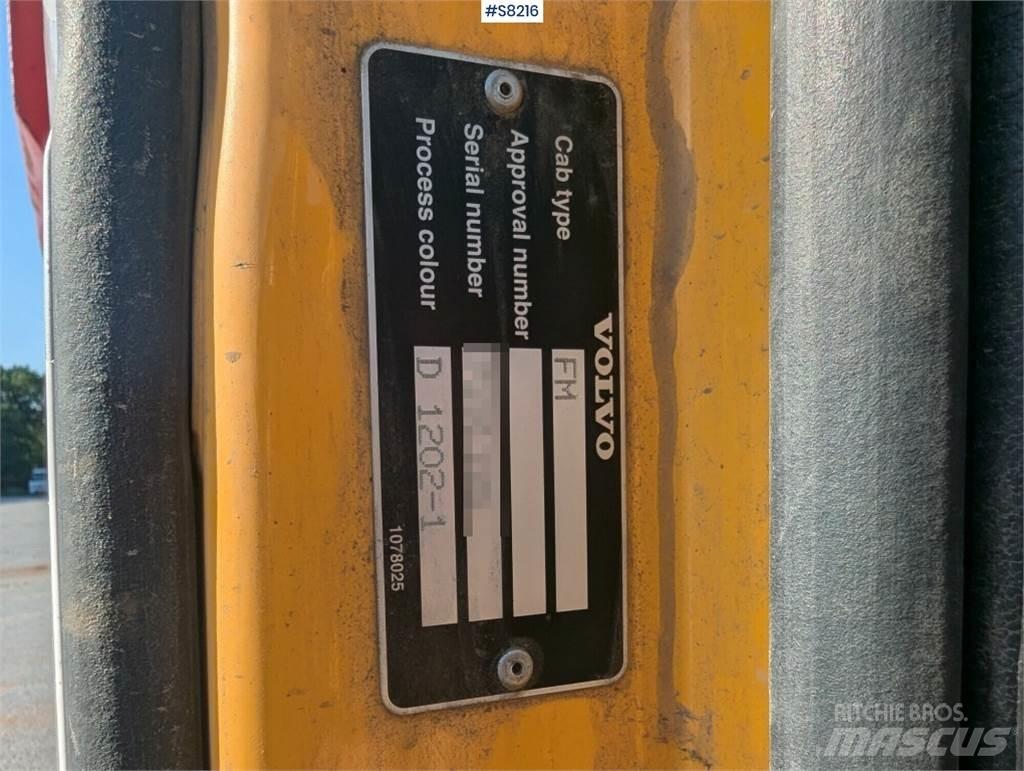 #S8216
VOLVO
Cab type FM
Approval number
Serial number
Process colour D 1202-1
1078025
RITCHIE BROS.
MASCUS